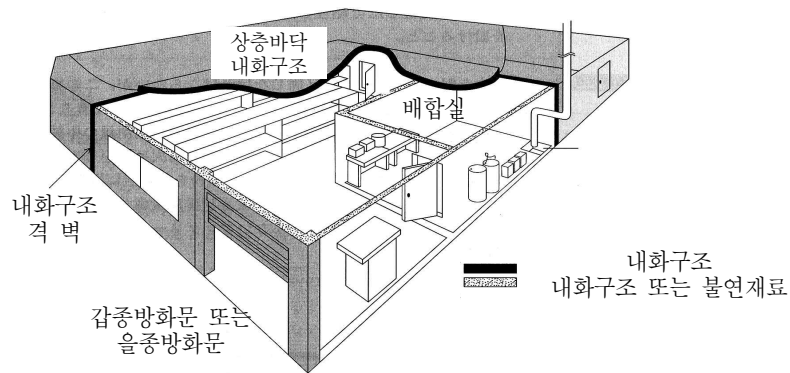 상층바닥
내화구조
배합실
내화구조
격 벽
갑종방화문 또는
을종방화문
내화구조
내화구조 또는 불연재료